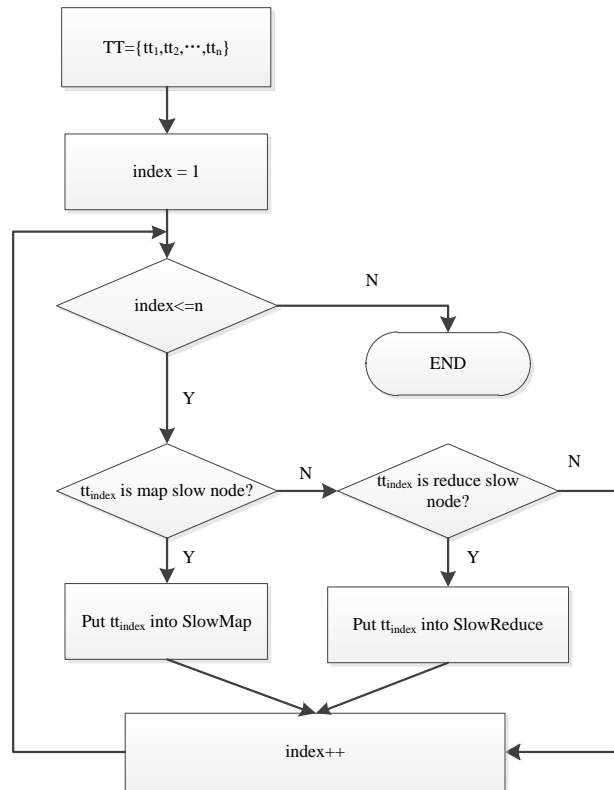 TT={tt₁,tt₂,⋯,ttₙ}
index = 1
index<=n
N
END
Y
tt_index is map slow node?
N
tt_index is reduce slow
node?
N
Y
Y
Put tt_index into SlowMap
Put tt_index into SlowReduce
index++